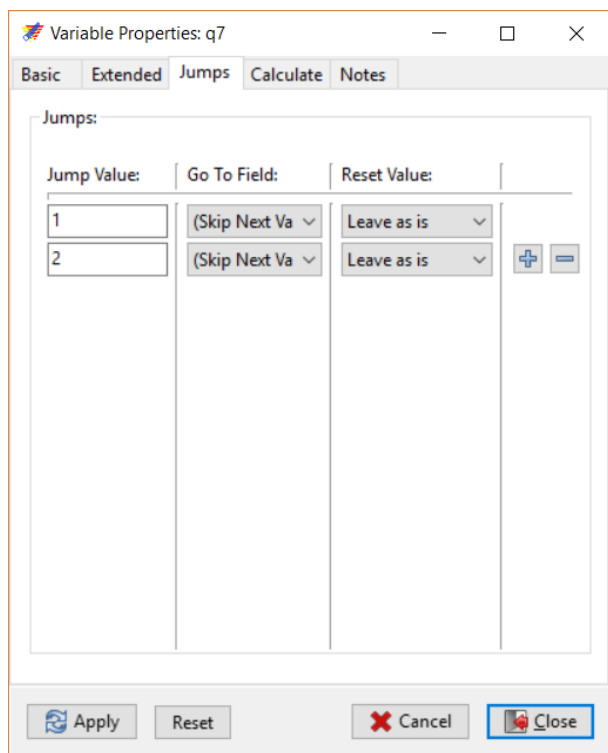 Variable Properties: q7
Basic Extended Jumps Calculate Notes
Jumps:
Jump Value: Go To Field: Reset Value:
1 (Skip Next Va Leave as is
2 (Skip Next Va Leave as is
Apply Reset Cancel Close